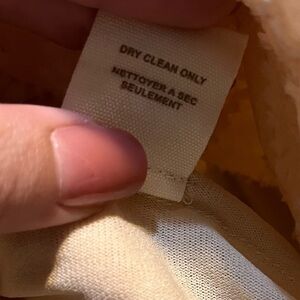 DRY CLEAN ONLY
NETTOYER A SEC
SEULEMENT